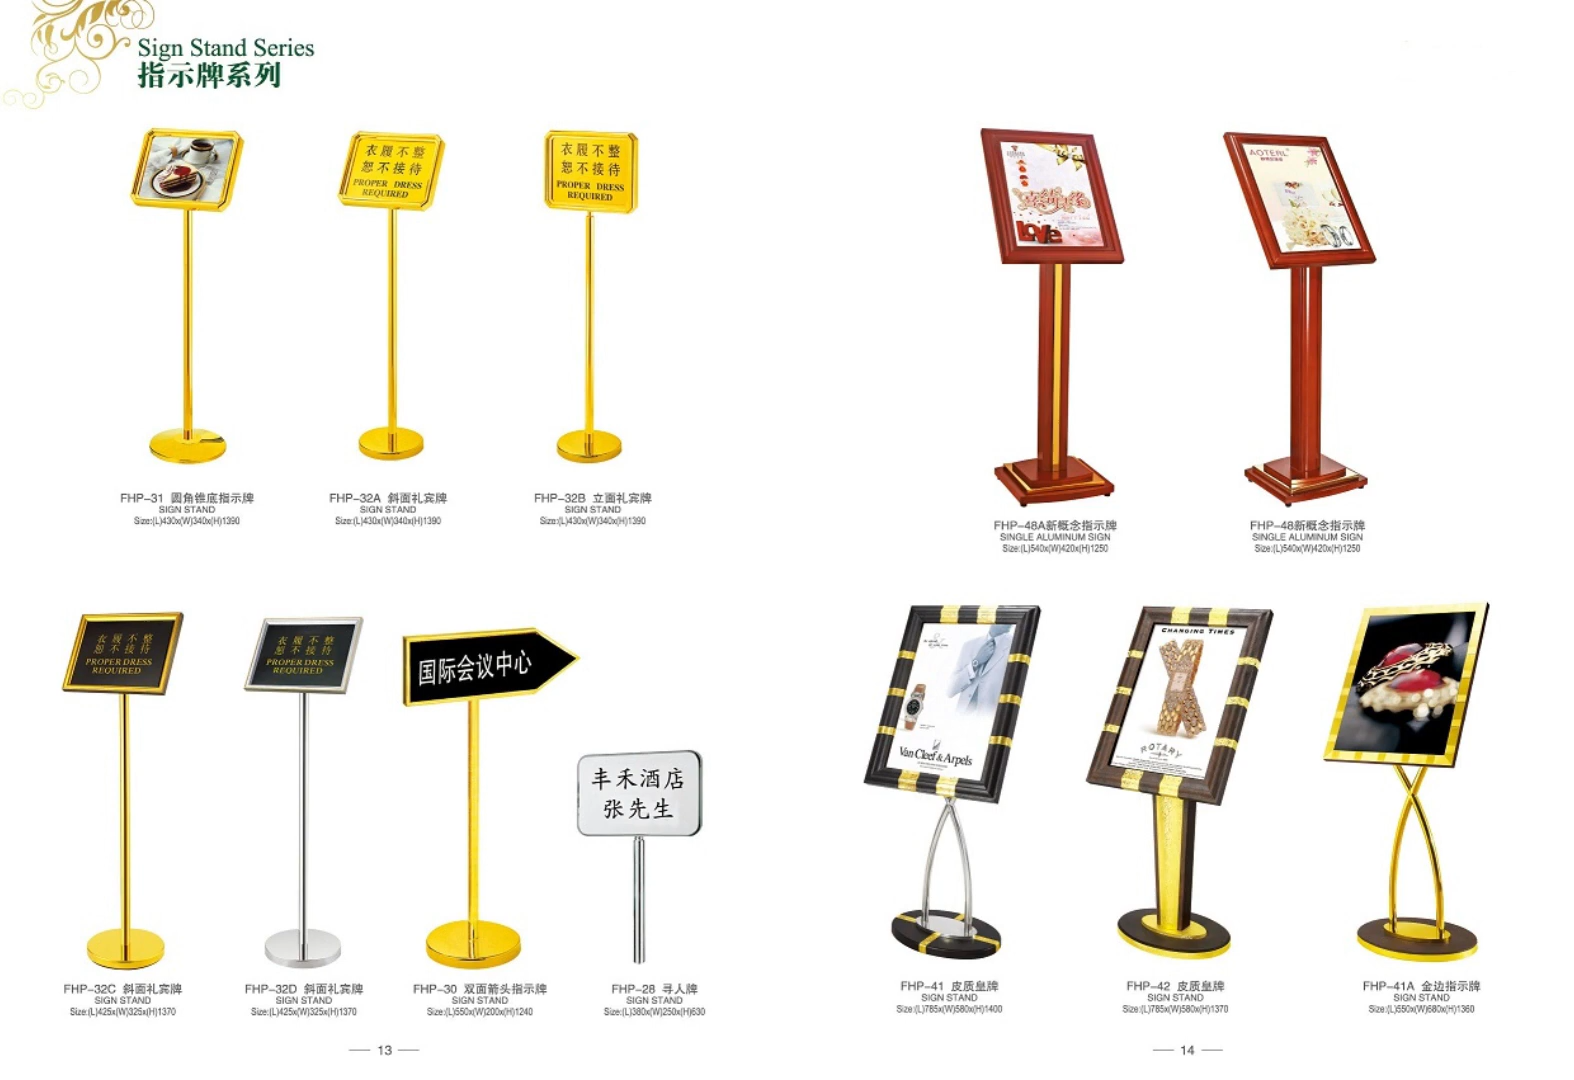 Sign Stand Series
指示牌系列
衣履不整
恕不接待
PROPER DRESS
REQUIRED
衣履不整
恕不接待
PROPER DRESS
REQUIRED
FHP-31 圆角锥底指示牌
SIGN STAND
Size:(L)430x(W)340x(H)1390
FHP-32A 斜面礼宾牌
SIGN STAND
Size:(L)430x(W)340x(H)1390
FHP-32B 立面礼宾牌
SIGN STAND
Size:(L)430x(W)340x(H)1390
Love
AOTERL
FHP-48A新概念指示牌
SINGLE ALUMINUM SIGN
Size:(L)540x(W)420x(H)1250
FHP-48新概念指示牌
SINGLE ALUMINUM SIGN
Size:(L)540x(W)420x(H)1250
衣履不整
恕不接待
PROPER DRESS
REQUIRED
衣履不整
恕不接待
PROPER DRESS
REQUIRED
国际会议中心
丰禾酒店
张先生
FHP-32C 斜面礼宾牌
SIGN STAND
Size:(L)425x(W)325x(H)1370
FHP-32D 斜面礼宾牌
SIGN STAND
Size:(L)425x(W)325x(H)1370
FHP-30 双面箭头指示牌
SIGN STAND
Size:(L)550x(W)200x(H)1240
FHP-28 寻人牌
SIGN STAND
Size:(L)380x(W)250x(H)630
Van Cleef & Arpels
CHANGING TIMES
ROTARY
FHP-41 皮质皇牌
SIGN STAND
Size:(L)785x(W)580x(H)1400
FHP-42 皮质皇牌
SIGN STAND
Size:(L)785x(W)580x(H)1370
FHP-41A 金边指示牌
SIGN STAND
Size:(L)550x(W)680x(H)1360
13
14